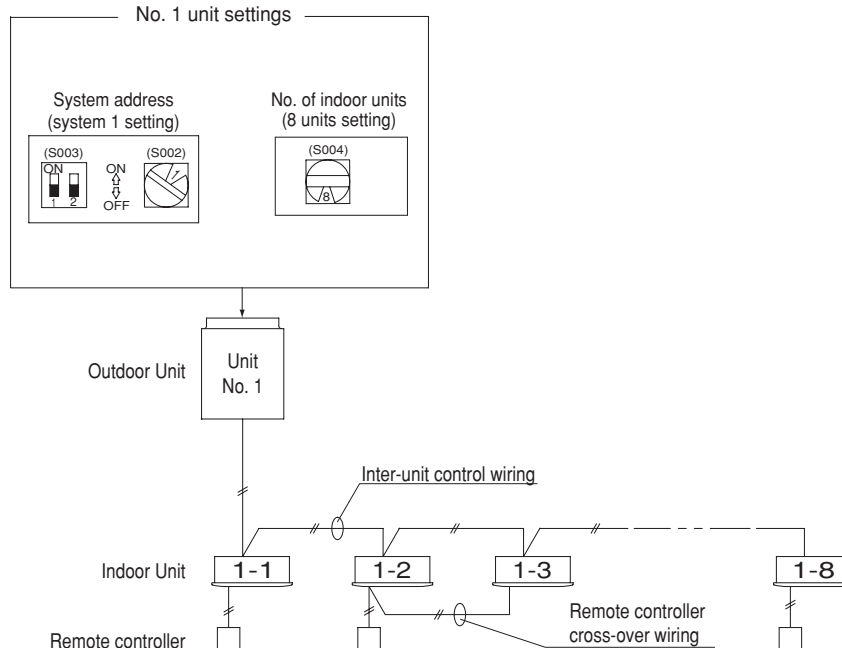 No. 1 unit settings
System address
(system 1 setting)
No. of indoor units
(8 units setting)
(S003)
(S002)
(S004)
ON
ON
OFF
1 2
1
8
Outdoor Unit
Unit
No. 1
Inter-unit control wiring
Indoor Unit
1-1
1-2
1-3
1-8
Remote controller
Remote controller
cross-over wiring